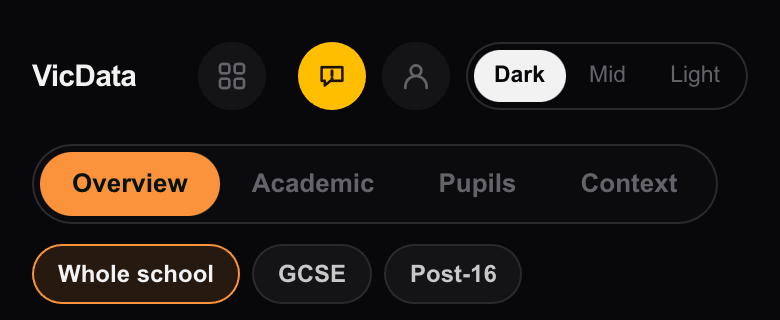 VicData Dark Mid Light
Overview Academic Pupils Context
Whole school GCSE Post-16